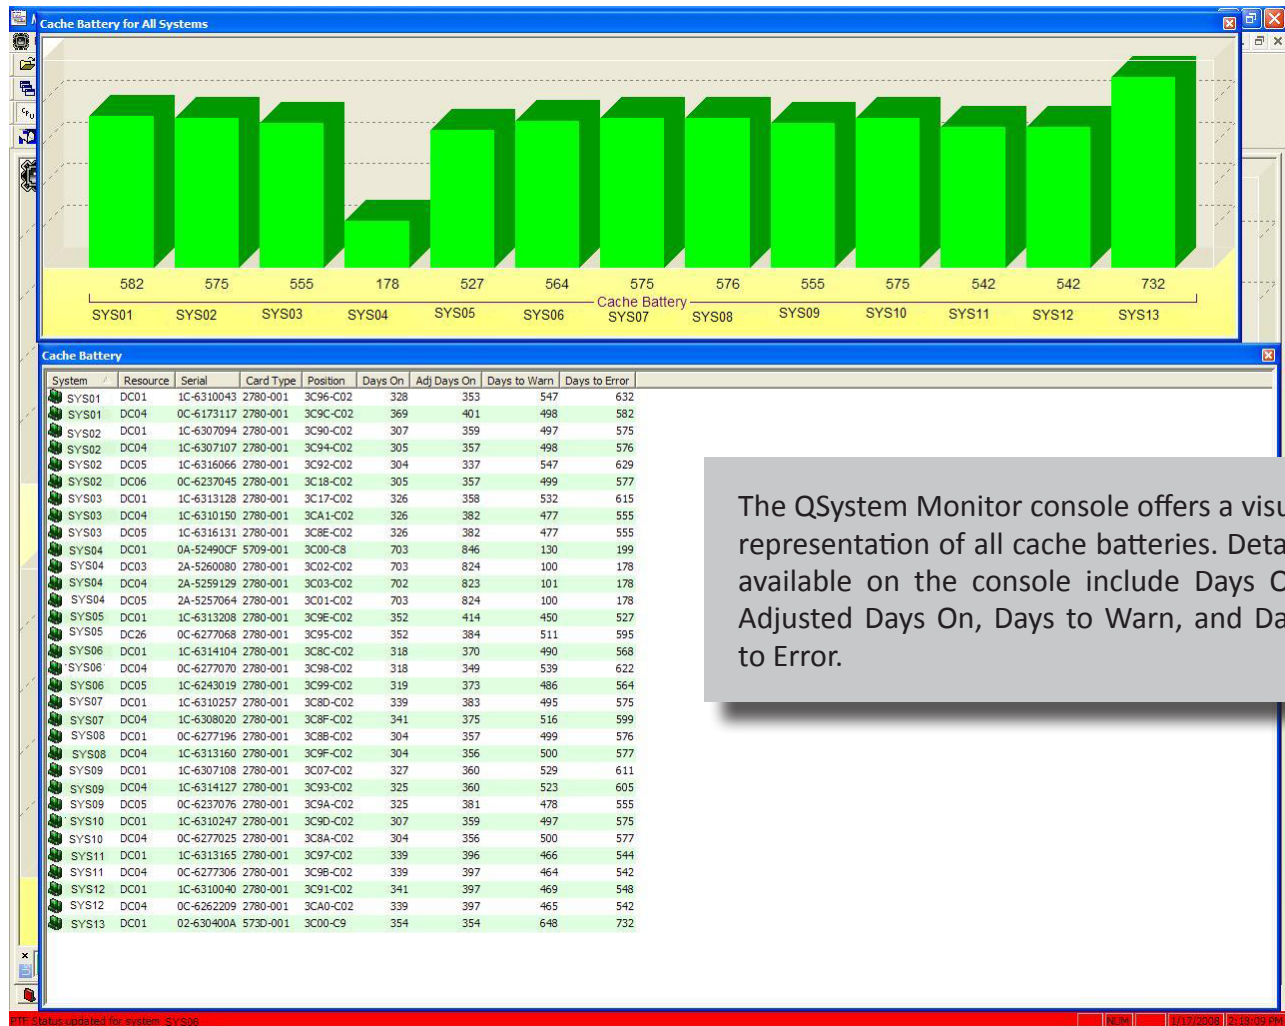 Cache Battery for All Systems
582 575 555 178 527 564 575 576 555 575 542 542 732
Cache Battery
SYS01 SYS02 SYS03 SYS04 SYS05 SYS06 SYS07 SYS08 SYS09 SYS10 SYS11 SYS12 SYS13
Cache Battery
System Resource Serial Card Type Position Days On Adj Days On Days to Warn Days to Error
SYS01 DC01 1C-6310043 2780-001 3C96-C02 328 353 547 632
SYS01 DC04 0C-6173117 2780-001 3C9C-C02 369 401 498 582
SYS02 DC01 1C-6307094 2780-001 3C90-C02 307 359 497 575
SYS02 DC04 1C-6307107 2780-001 3C94-C02 305 357 498 576
SYS02 DC05 1C-6316066 2780-001 3C92-C02 304 337 547 629
SYS02 DC06 0C-6237045 2780-001 3C18-C02 305 357 499 577
SYS03 DC01 1C-6313128 2780-001 3C17-C02 326 358 532 615
SYS03 DC04 1C-6310150 2780-001 3CA1-C02 326 382 477 555
SYS03 DC05 1C-6316131 2780-001 3C8E-C02 326 382 477 555
SYS04 DC01 0A-52490CF 5709-001 3C00-C8 703 846 130 199
SYS04 DC03 2A-5260080 2780-001 3C02-C02 703 824 100 178
SYS04 DC04 2A-5259129 2780-001 3C03-C02 702 823 101 178
SYS04 DC05 2A-5257064 2780-001 3C01-C02 703 824 100 178
SYS05 DC01 1C-6313208 2780-001 3C9E-C02 352 414 450 527
SYS05 DC26 0C-6277068 2780-001 3C95-C02 352 384 511 595
SYS06 DC01 1C-6314104 2780-001 3C8C-C02 318 370 490 568
SYS06 DC04 0C-6277070 2780-001 3C98-C02 318 349 539 622
SYS06 DC05 1C-6243019 2780-001 3C99-C02 319 373 486 564
SYS07 DC01 1C-6310257 2780-001 3C8D-C02 339 383 495 575
SYS07 DC04 1C-6308020 2780-001 3C8F-C02 341 375 516 599
SYS08 DC01 0C-6277196 2780-001 3C8B-C02 304 357 499 576
SYS08 DC04 1C-6313160 2780-001 3C9F-C02 304 356 500 577
SYS09 DC01 1C-6307108 2780-001 3C07-C02 327 360 529 611
SYS09 DC04 1C-6314127 2780-001 3C93-C02 325 360 523 605
SYS09 DC05 0C-6237076 2780-001 3C9A-C02 325 381 478 555
SYS10 DC01 1C-6310247 2780-001 3C9D-C02 307 359 497 575
SYS10 DC04 0C-6277025 2780-001 3C8A-C02 304 356 500 577
SYS11 DC01 1C-6313165 2780-001 3C97-C02 339 396 466 544
SYS11 DC04 0C-6277306 2780-001 3C9B-C02 339 397 464 542
SYS12 DC01 1C-6310040 2780-001 3C91-C02 341 397 469 548
SYS12 DC04 0C-6262209 2780-001 3CA0-C02 339 397 465 542
SYS13 DC01 02-630400A 573D-001 3C00-C9 354 354 648 732
The QSystem Monitor console offers a visu
representation of all cache batteries. Deta
available on the console include Days O
Adjusted Days On, Days to Warn, and Da
to Error.
PTF Status updated for system SYS06
NUM 1/17/2008 2:19:09 PM